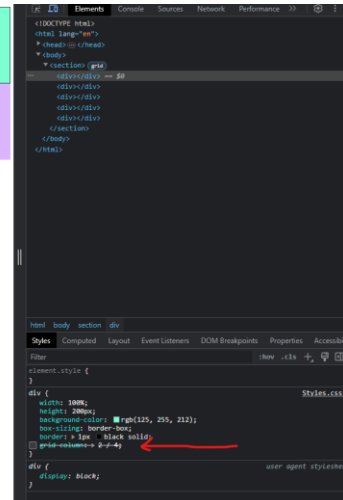 Elements Console Sources Network Performance »
<!DOCTYPE html>
<html lang="en">
<head> … </head>
<body>
<section> grid
… <div></div> == $0
<div></div>
<div></div>
<div></div>
<div></div>
</section>
</body>
</html>
html body section div
Styles Computed Layout Event Listeners DOM Breakpoints Properties Accessibi
Filter :hov .cls +
element.style {
}
div { Styles.css
width: 100%;
height: 200px;
background-color: rgb(125, 255, 212);
box-sizing: border-box;
border: 1px black solid;
grid-column: 2 / 4;
}
div { user agent styleshe
display: block;
}